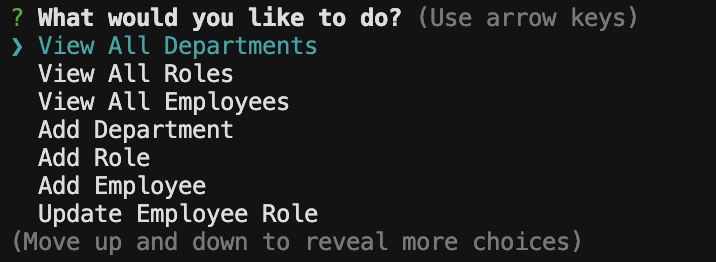 ? What would you like to do? (Use arrow keys)
❯ View All Departments
View All Roles
View All Employees
Add Department
Add Role
Add Employee
Update Employee Role
(Move up and down to reveal more choices)